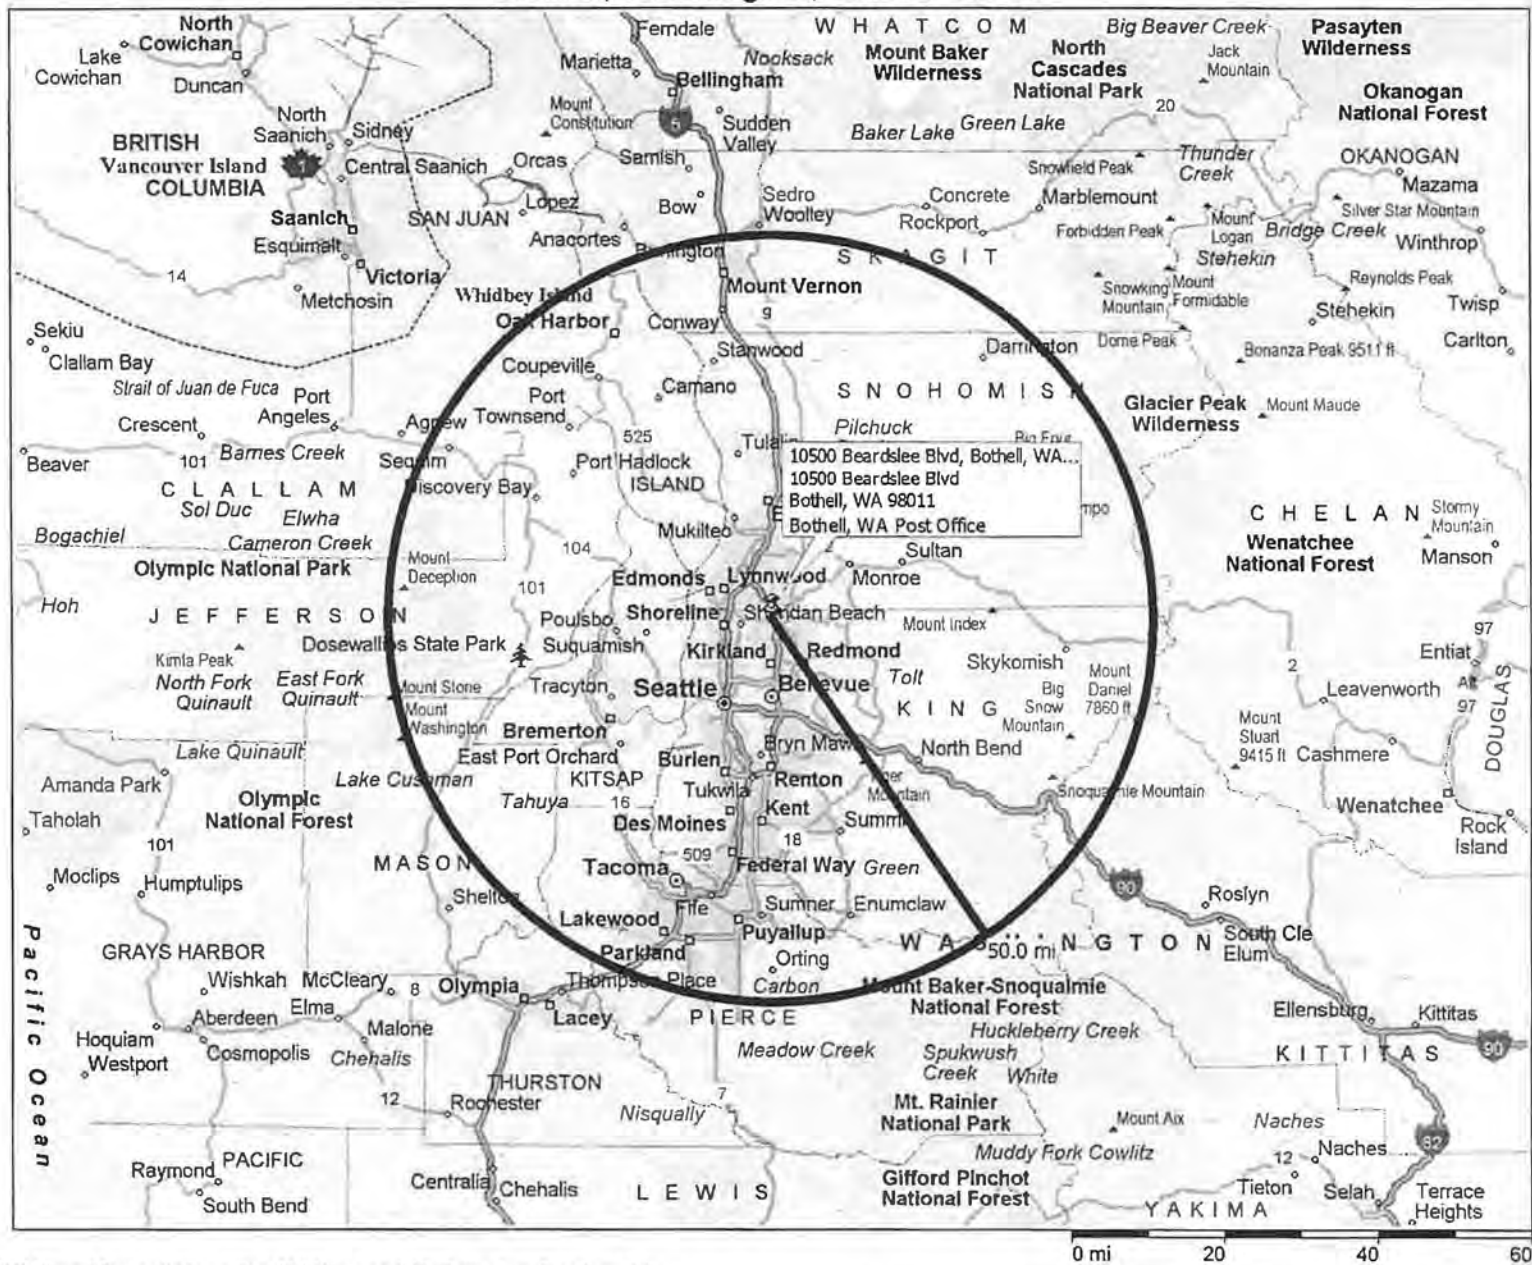 North
Cowichan
Lake
Cowichan
Duncan
Ferndale
WHATCOM
Big Beaver Creek
Pasayten
Wilderness
Marietta
Nooksack
Mount Baker
Wilderness
North
Cascades
National Park
Jack
Mountain
Bellingham
Okanogan
National Forest
North
Saanich
Sidney
Mount
Constitution
5
Sudden
Valley
Baker Lake
Green Lake
20
BRITISH
Vancouver Island
COLUMBIA
1
Central Saanich
Orcas
Samish
Snowfield Peak
Thunder
Creek
OKANOGAN
Mazama
Saanich
SAN JUAN
Lopez
Bow
Sedro
Woolley
Concrete
Rockport
Marblemount
Silver Star Mountain
Esquimalt
Anacortes
Forbidden Peak
Mount
Logan
Bridge Creek
Winthrop
14
Victoria
SKAGIT
Stehekin
Metchosin
Whidbey Island
Mount Vernon
Snowking
Mountain
Mount
Formidable
Reynolds Peak
Stehekin
Twisp
Sekiu
Oak Harbor
Conway
9
Clallam Bay
Stanwood
Darrington
Dome Peak
Bonanza Peak 9511 ft
Carlton
Strait of Juan de Fuca
Coupeville
Camano
SNOHOMISH
Port
Angeles
Port
Townsend
Glacier Peak
Wilderness
Mount Maude
Crescent
Agnew
525
Pilchuck
Beaver
101
Barnes Creek
Sequim
Port Hadlock
ISLAND
CLALLAM
Sol Duc
Elwha
Discovery Bay
10500 Beardslee Blvd, Bothell, WA...
10500 Beardslee Blvd
Bothell, WA 98011
Bothell, WA Post Office
CHELAN
Stormy
Mountain
Bogachiel
Cameron Creek
Mukilteo
Wenatchee
National Forest
Manson
Olympic National Park
Mount
Deception
104
2
Sultan
Hoh
101
Edmonds
Lynnwood
Monroe
JEFFERSON
Poulsbo
Shoreline
Sheridan Beach
Mount Index
97
Dosewallips State Park
Suquamish
Kirkland
Redmond
Skykomish
2
Entiat
Kimla Peak
North Fork
Quinault
East Fork
Quinault
Mount Stone
Tracyton
Seattle
Bellevue
Tolt
Big
Snow
Mountain
Mount
Daniel
7860 ft
Leavenworth
97
DOUGLAS
Mount
Washington
Bremerton
KING
Mount
Stuart
9415 ft
Lake Quinault
East Port Orchard
North Bend
Cashmere
Amanda Park
Lake Cushman
KITSAP
Burien
Renton
Olympic
National Forest
Tahuya
16
Tukwila
Snoqualmie Mountain
Wenatchee
Taholah
Des Moines
Kent
101
MASON
509
18
Rock
Island
Moclips
Humptulips
Tacoma
Federal Way
Green
90
Roslyn
Shelton
Fife
Sumner
Enumclaw
Lakewood
Puyallup
South Cle
Elum
GRAYS HARBOR
Parkland
Orting
WASHINGTON
50.0 mi
Pacific Ocean
Wishkah
McCleary
8
Olympia
Thompson Place
Carbon
Mount Baker-Snoqualmie
National Forest
Aberdeen
Elma
Lacey
PIERCE
Huckleberry Creek
Ellensburg
Kittitas
Hoquiam
Malone
Westport
Cosmopolis
Chehalis
Meadow Creek
Spukwush
Creek
White
KITTITAS
90
THURSTON
12
Rochester
Nisqually
7
Mt. Rainier
National Park
Mount Aix
Naches
82
Muddy Fork Cowlitz
Naches
Raymond
PACIFIC
Centralia
Chehalis
LEWIS
Gifford Pinchot
National Forest
12
Tieton
Selah
Terrace
Heights
South Bend
YAKIMA
0 mi
20
40
60